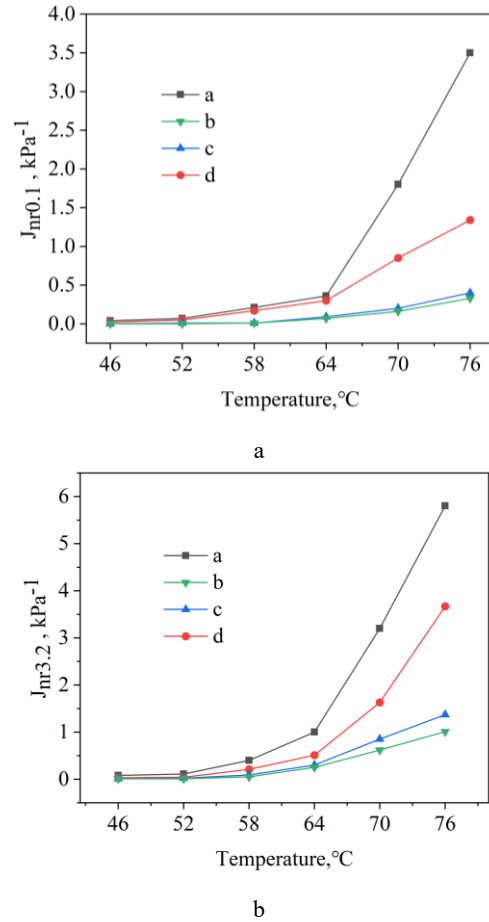 4.0
3.5
3.0
2.5
2.0
1.5
1.0
0.5
0.0
J_nr0.1 , kPa⁻¹
a
b
c
d
46 52 58 64 70 76
Temperature,℃
a
6
5
4
3
2
1
0
J_nr3.2 , kPa⁻¹
a
b
c
d
46 52 58 64 70 76
Temperature,℃
b